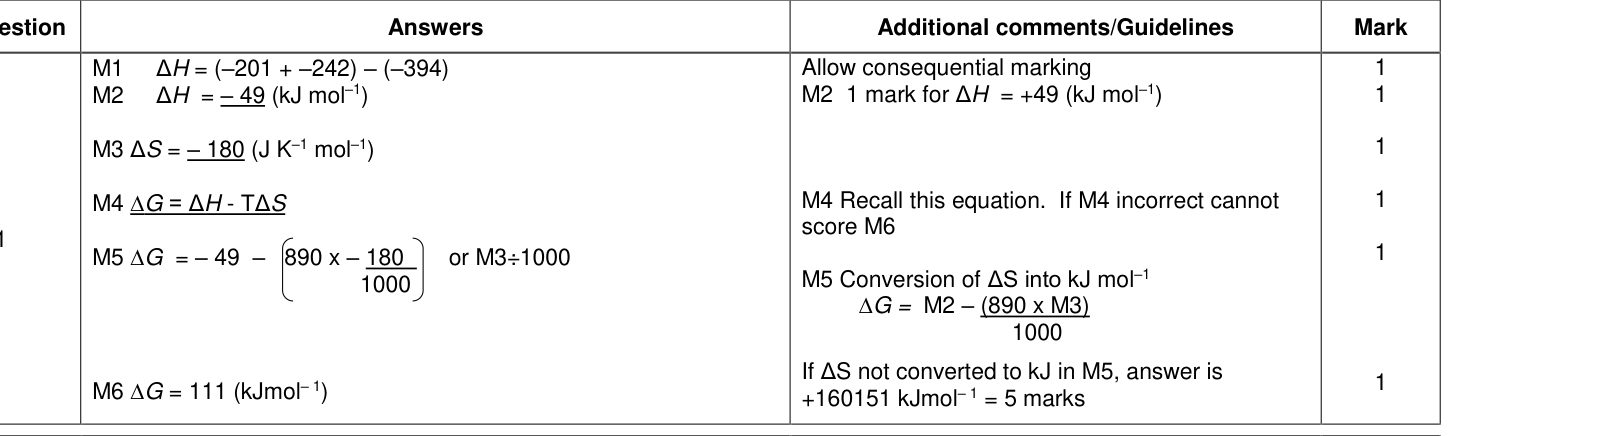 estion Answers Additional comments/Guidelines Mark
M1 ΔH = (–201 + –242) – (–394) Allow consequential marking 1
M2 ΔH = – 49 (kJ mol⁻¹) M2 1 mark for ΔH = +49 (kJ mol⁻¹) 1
M3 ΔS = – 180 (J K⁻¹ mol⁻¹) 1
M4 ΔG = ΔH - TΔS M4 Recall this equation. If M4 incorrect cannot 1
score M6
M5 ΔG = – 49 – (890 x – 180 or M3÷1000 1
1000)
M5 Conversion of ΔS into kJ mol⁻¹
ΔG = M2 – (890 x M3)
1000
If ΔS not converted to kJ in M5, answer is
M6 ΔG = 111 (kJmol⁻ ¹) 1
+160151 kJmol⁻ ¹ = 5 marks